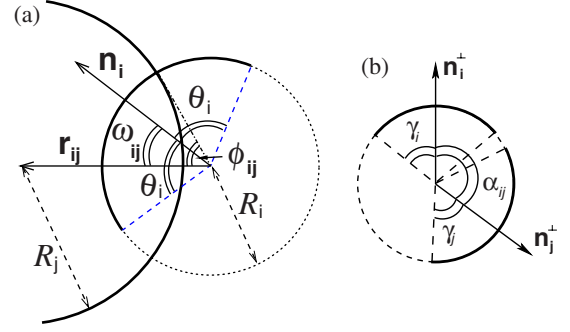 (a)
n_i
θ_i
ω_ij
r_ij
ϕ_ij
θ_i
R_i
R_j
(b)
n_i^⊥
γ_i
α_ij
γ_j
n_j^⊥